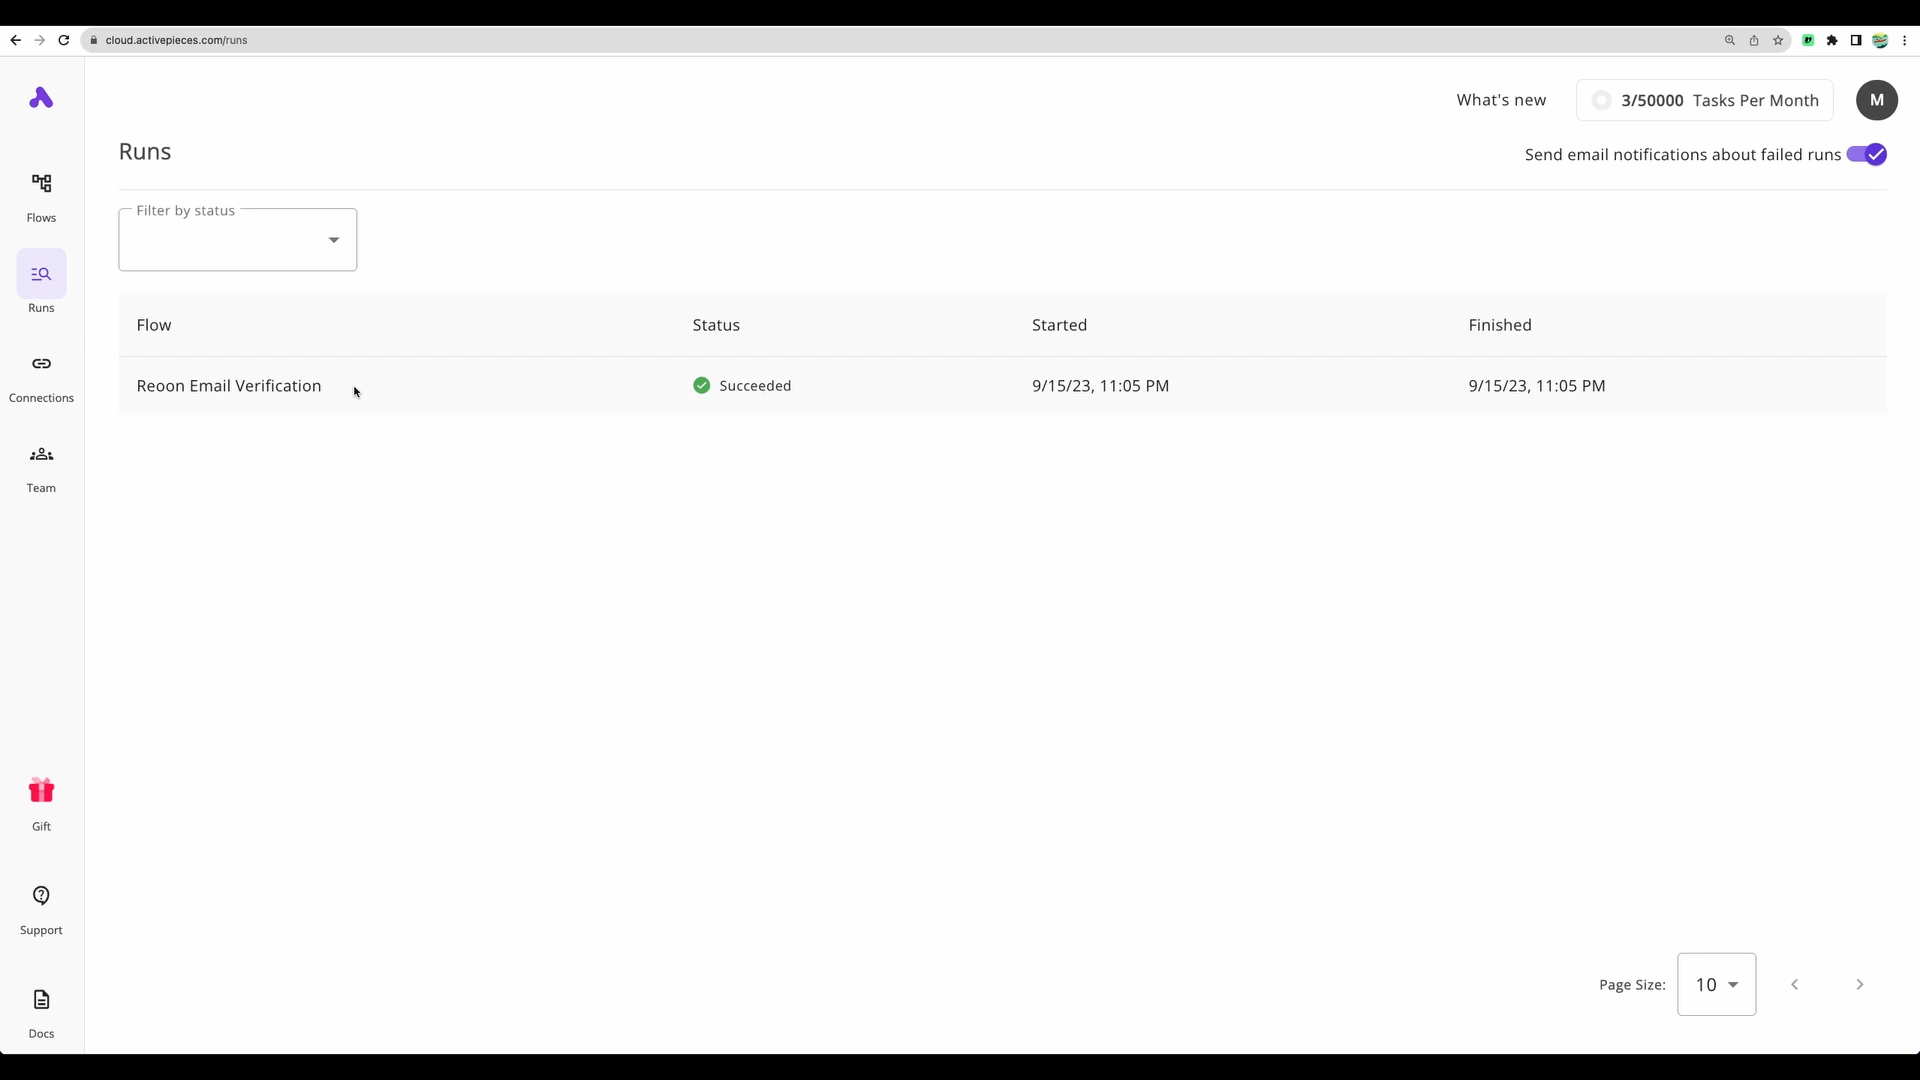 cloud.activepieces.com/runs
What's new
3/50000 Tasks Per Month
M
Runs
Send email notifications about failed runs
Filter by status
Flow Status Started Finished
Reoon Email Verification Succeeded 9/15/23, 11:05 PM 9/15/23, 11:05 PM
Flows
Runs
Connections
Team
Gift
Support
Docs
Page Size: 10